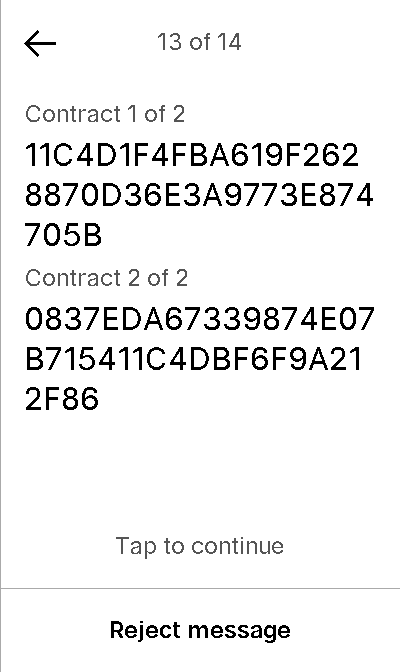 13 of 14
Contract 1 of 2
11C4D1F4FBA619F262
8870D36E3A9773E874
705B
Contract 2 of 2
0837EDA67339874E07
B715411C4DBF6F9A21
2F86
Tap to continue
Reject message